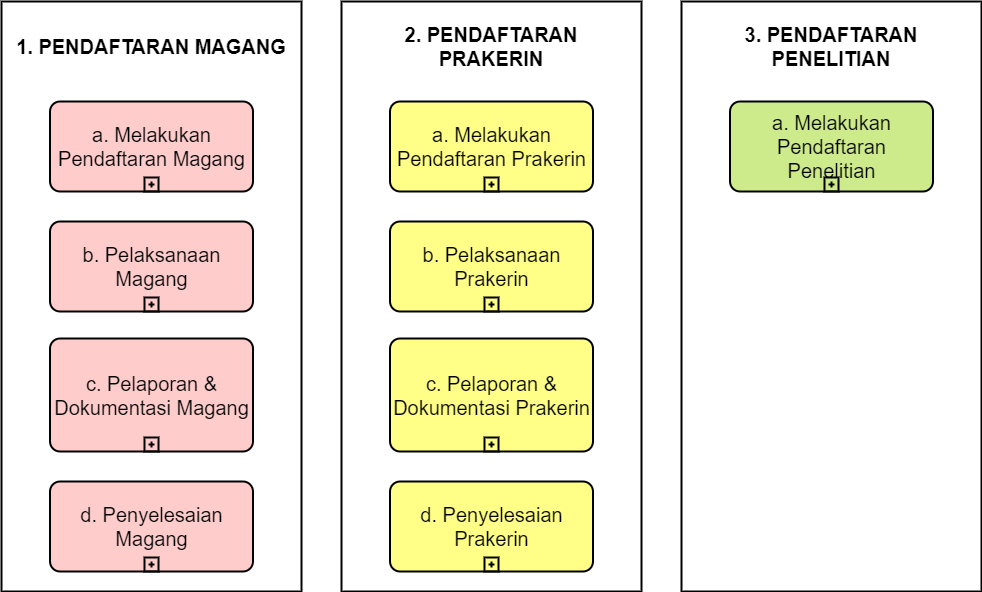 1. PENDAFTARAN MAGANG
a. Melakukan
Pendaftaran Magang
b. Pelaksanaan
Magang
c. Pelaporan &
Dokumentasi Magang
d. Penyelesaian
Magang
2. PENDAFTARAN
PRAKERIN
a. Melakukan
Pendaftaran Prakerin
b. Pelaksanaan
Prakerin
c. Pelaporan &
Dokumentasi Prakerin
d. Penyelesaian
Prakerin
3. PENDAFTARAN
PENELITIAN
a. Melakukan
Pendaftaran
Penelitian